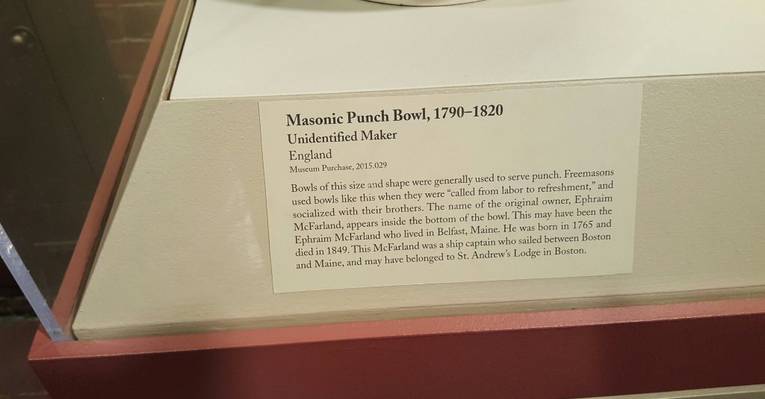 Masonic Punch Bowl, 1790–1820
Unidentified Maker
England
Museum Purchase, 2015.029
Bowls of this size and shape were generally used to serve punch. Freemasons
used bowls like this when they were “called from labor to refreshment,” and
socialized with their brothers. The name of the original owner, Ephraim
McFarland, appears inside the bottom of the bowl. This may have been the
Ephraim McFarland who lived in Belfast, Maine. He was born in 1765 and
died in 1849. This McFarland was a ship captain who sailed between Boston
and Maine, and may have belonged to St. Andrew’s Lodge in Boston.